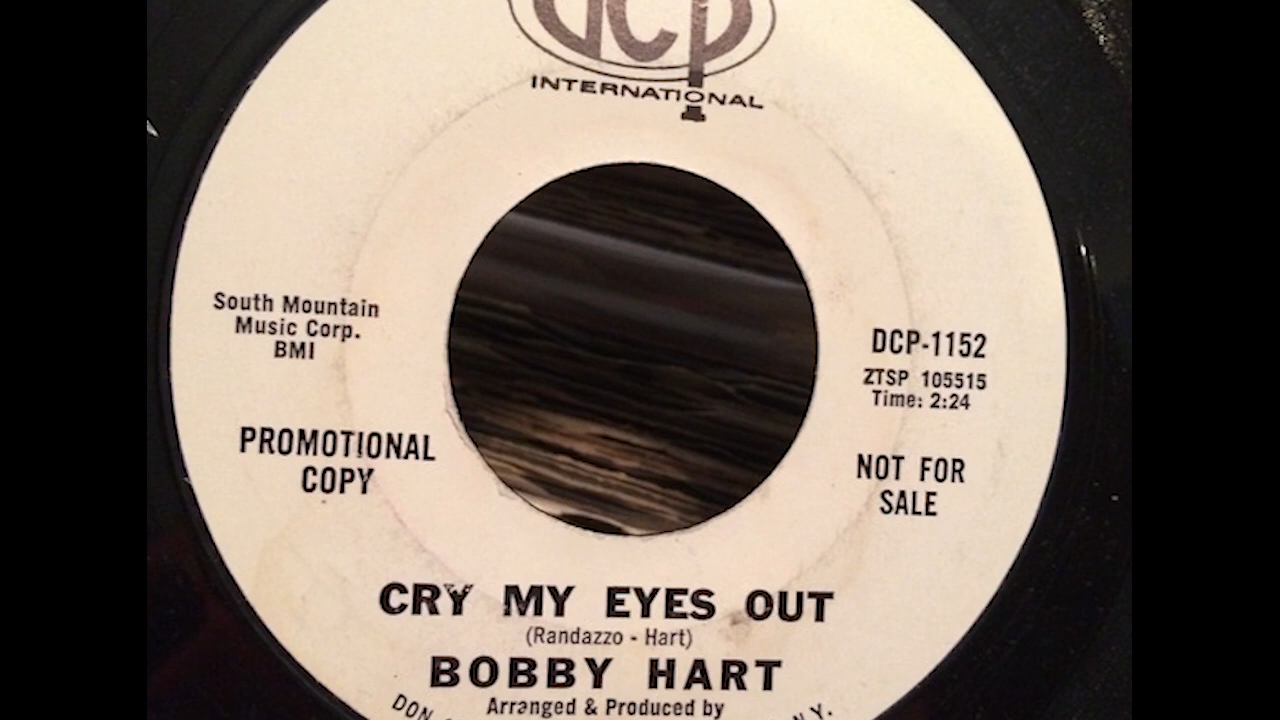 dcp
INTERNATIONAL
South Mountain
Music Corp.
BMI
DCP-1152
ZTSP 105515
Time: 2:24
PROMOTIONAL
COPY
NOT FOR
SALE
CRY MY EYES OUT
(Randazzo - Hart)
BOBBY HART
Arranged & Produced by
DON
N.Y.